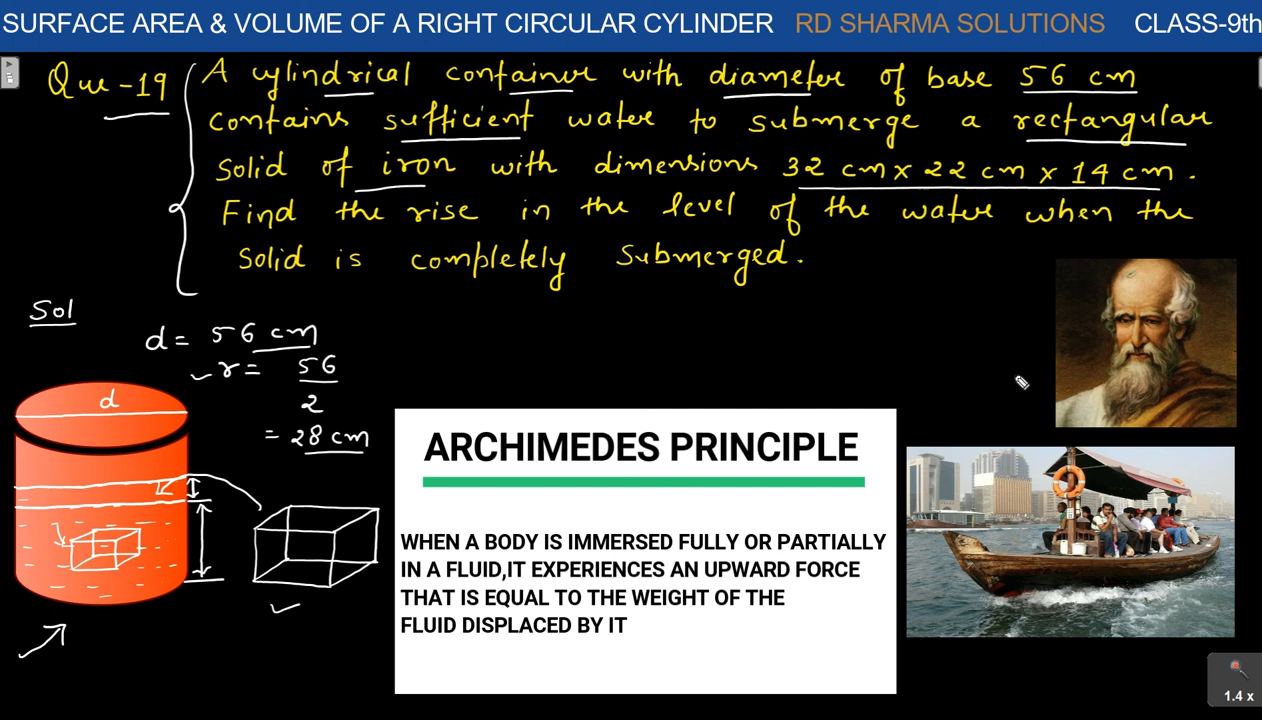 SURFACE AREA & VOLUME OF A RIGHT CIRCULAR CYLINDER RD SHARMA SOLUTIONS CLASS-9th
Que-19 A cylindrical container with diameter of base 56 cm
contains sufficient water to submerge a rectangular
solid of iron with dimensions 32 cm x 22 cm x 14 cm.
Find the rise in the level of the water when the
solid is completely submerged.
Sol
d = 56 cm
r = 56
2
= 28 cm
d
ARCHIMEDES PRINCIPLE
WHEN A BODY IS IMMERSED FULLY OR PARTIALLY
IN A FLUID,IT EXPERIENCES AN UPWARD FORCE
THAT IS EQUAL TO THE WEIGHT OF THE
FLUID DISPLACED BY IT
1.4 x